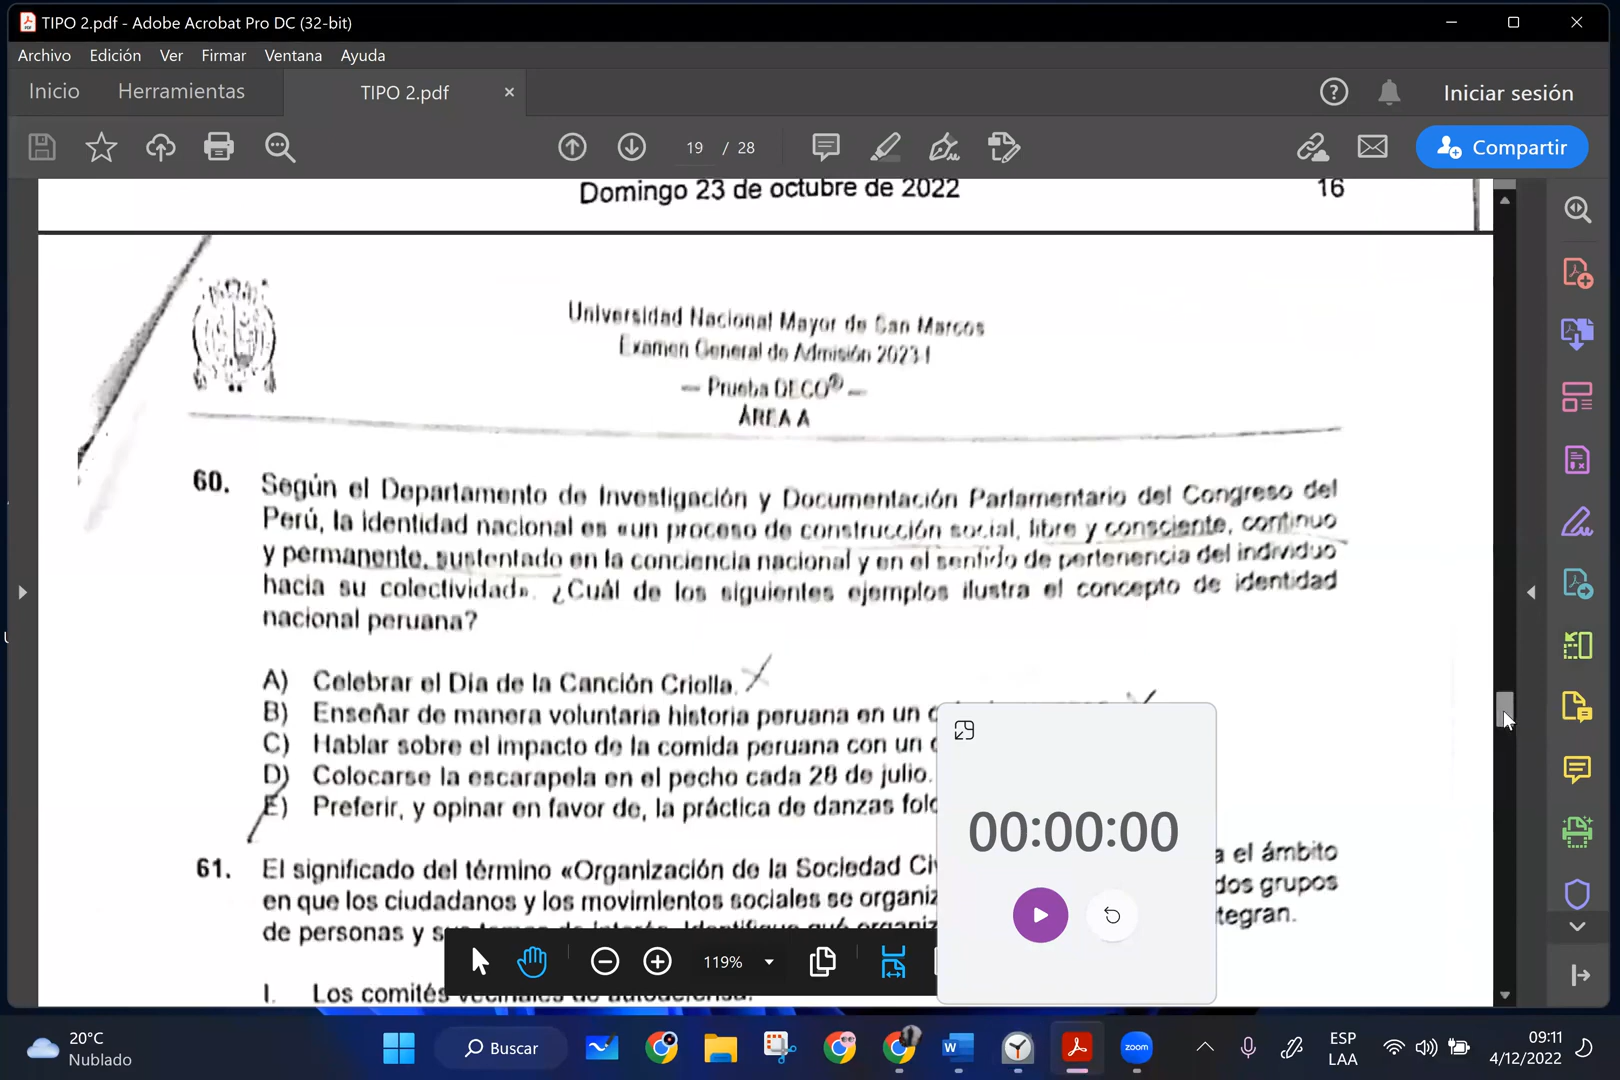 TIPO 2.pdf - Adobe Acrobat Pro DC (32-bit)
Archivo Edición Ver Firmar Ventana Ayuda
Inicio Herramientas TIPO 2.pdf × Iniciar sesión
19 / 28 Compartir
Domingo 23 de octubre de 2022 16
Universidad Nacional Mayor de San Marcos
Examen General de Admisión 2023-I
— Prueba DECO® —
ÁREA A
60. Según el Departamento de Investigación y Documentación Parlamentario del Congreso del
Perú, la identidad nacional es «un proceso de construcción social, libre y consciente, continuo
y permanente, sustentado en la conciencia nacional y en el sentido de pertenencia del individuo
hacia su colectividad». ¿Cuál de los siguientes ejemplos ilustra el concepto de identidad
nacional peruana?
A) Celebrar el Día de la Canción Criolla.
B) Enseñar de manera voluntaria historia peruana en un
C) Hablar sobre el impacto de la comida peruana con un
D) Colocarse la escarapela en el pecho cada 28 de julio.
E) Preferir, y opinar en favor de, la práctica de danzas
61. El significado del término «Organización de la Sociedad a el ámbito
en que los ciudadanos y los movimientos sociales se dos grupos
de personas y tegran.
I. Los comités vecinales de autodefensa.
00:00:00
119%
20°C
Nublado
Buscar
zoom
ESP
LAA
09:11
4/12/2022